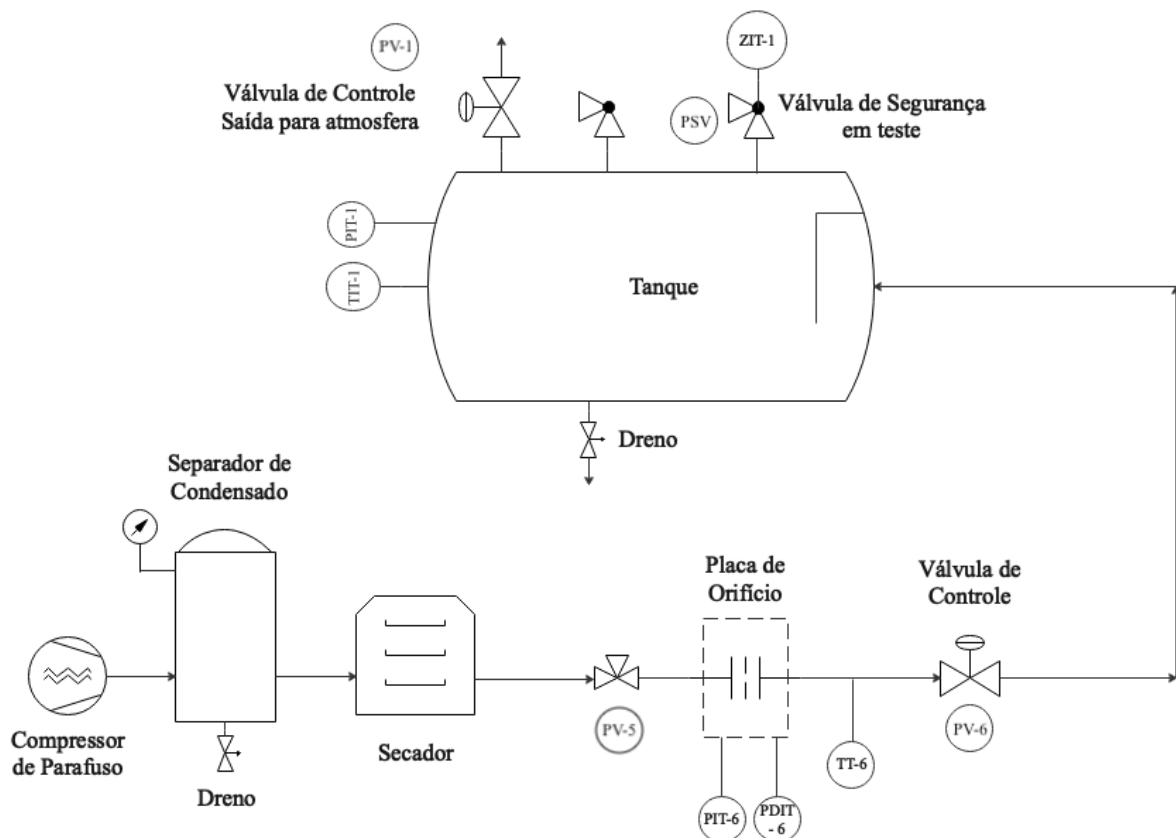 PV-1
ZIT-1
Válvula de Controle
Saída para atmosfera
PSV
Válvula de Segurança
em teste
PIT-1
TIT-1
Tanque
Dreno
Separador de
Condensado
Placa de
Orifício
Válvula de
Controle
Compressor
de Parafuso
Dreno
Secador
PV-5
PIT-6
PDIT
- 6
TT-6
PV-6